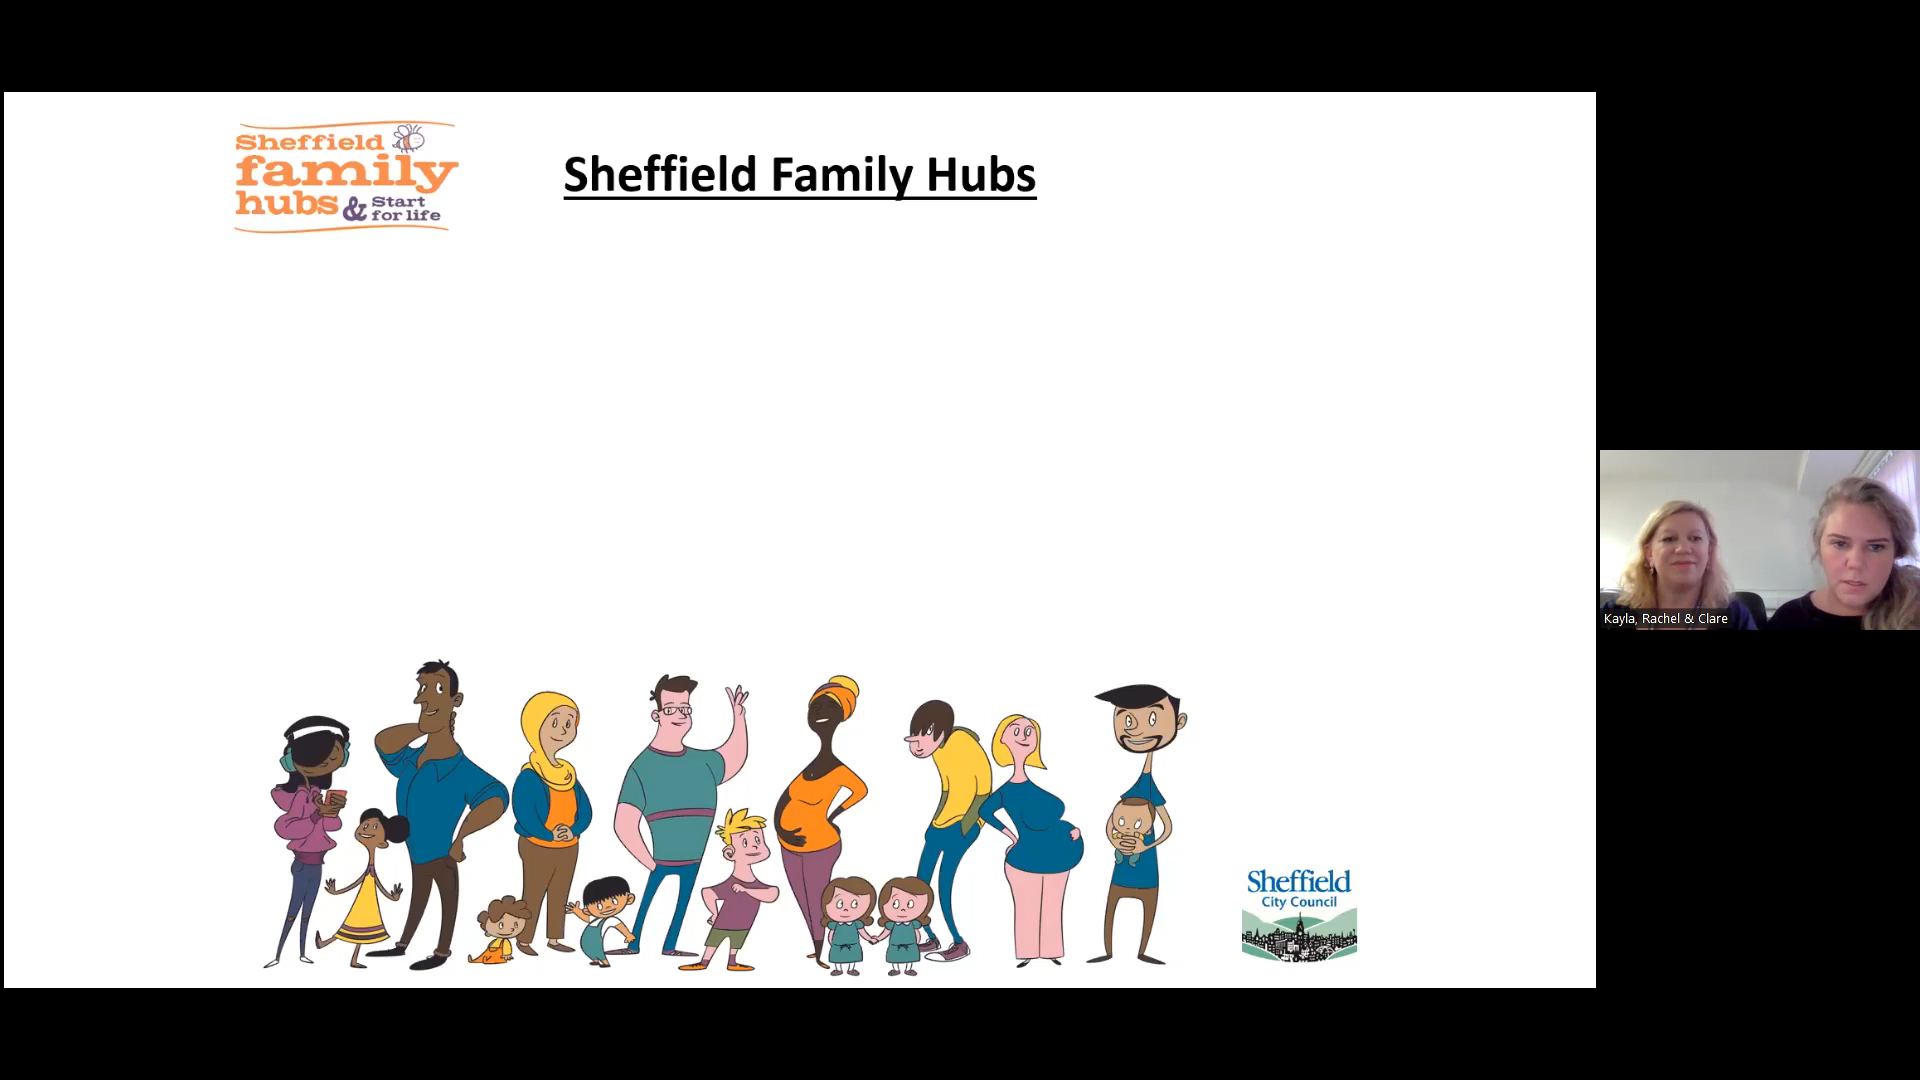 Sheffield
family
hubs & Start
for life
Sheffield Family Hubs
Kayla, Rachel & Clare
Sheffield
City Council